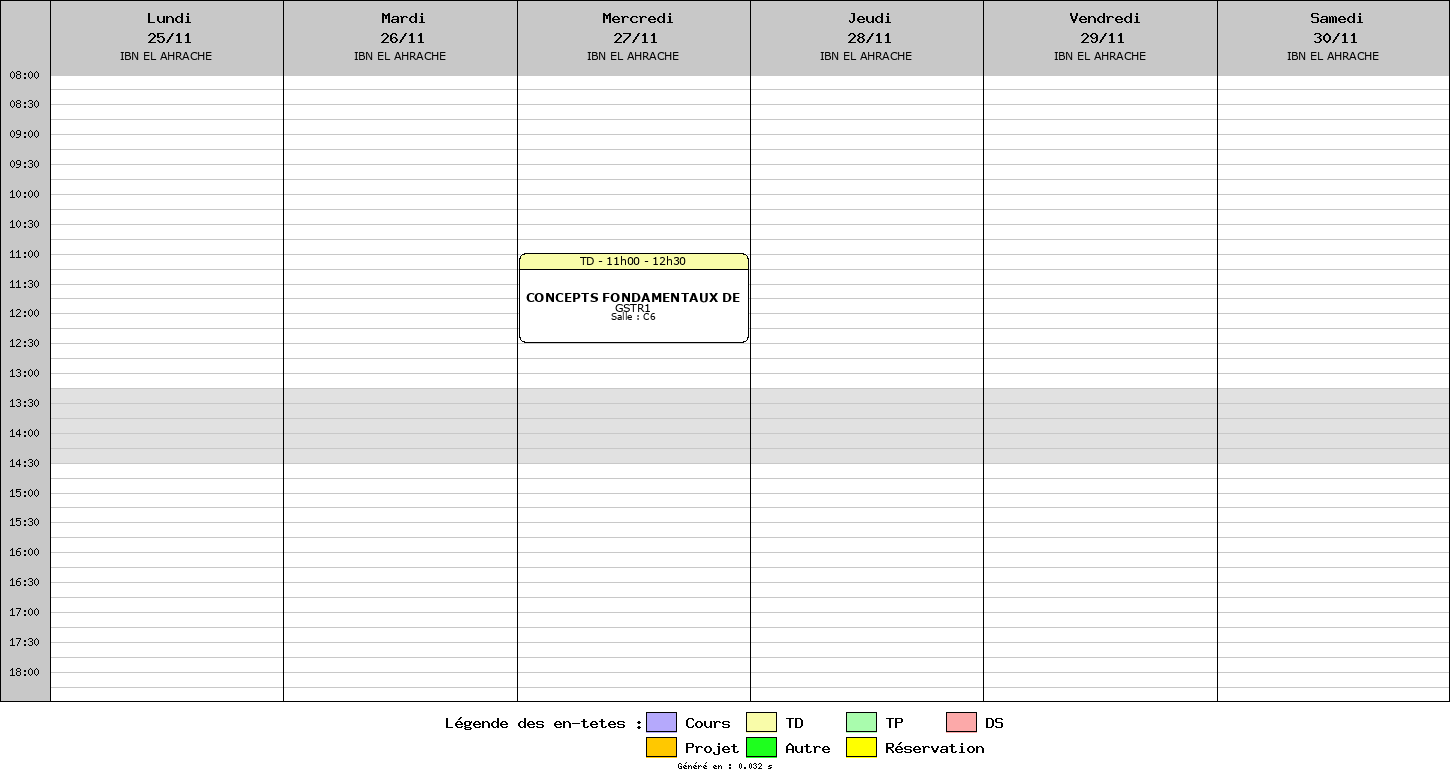 Lundi Mardi Mercredi Jeudi Vendredi Samedi
25/11 26/11 27/11 28/11 29/11 30/11
IBN EL AHRACHE IBN EL AHRACHE IBN EL AHRACHE IBN EL AHRACHE IBN EL AHRACHE IBN EL AHRACHE
08:00
08:30
09:00
09:30
10:00
10:30
11:00
TD - 11h00 - 12h30
11:30
CONCEPTS FONDAMENTAUX DE
GSTR1
12:00
Salle : C6
12:30
13:00
13:30
14:00
14:30
15:00
15:30
16:00
16:30
17:00
17:30
18:00
Légende des en-tetes : Cours TD TP DS
Projet Autre Réservation
Généré en : 0.032 s